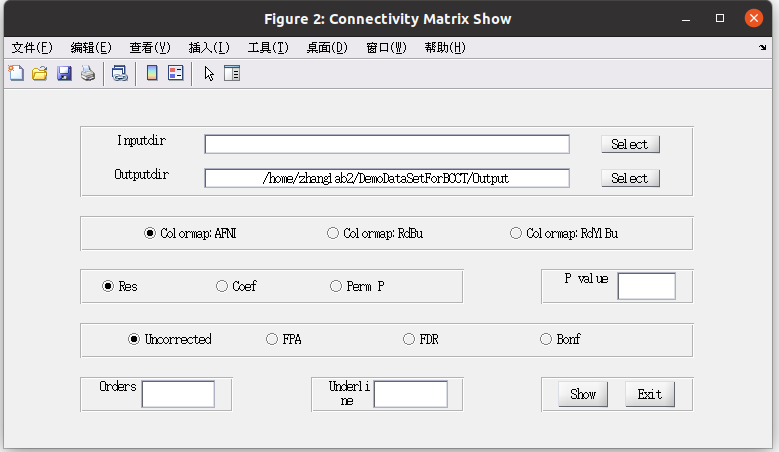 Figure 2: Connectivity Matrix Show
文件(F) 编辑(E) 查看(V) 插入(I) 工具(T) 桌面(D) 窗口(W) 帮助(H)
Inputdir Select
Outputdir /home/zhanglab2/DemoDataSetForBCCT/Output Select
Colormap:AFNI Colormap:RdBu Colormap:RdYlBu
Res Coef Perm P P value
Uncorrected FPA FDR Bonf
Orders Underli
ne Show Exit